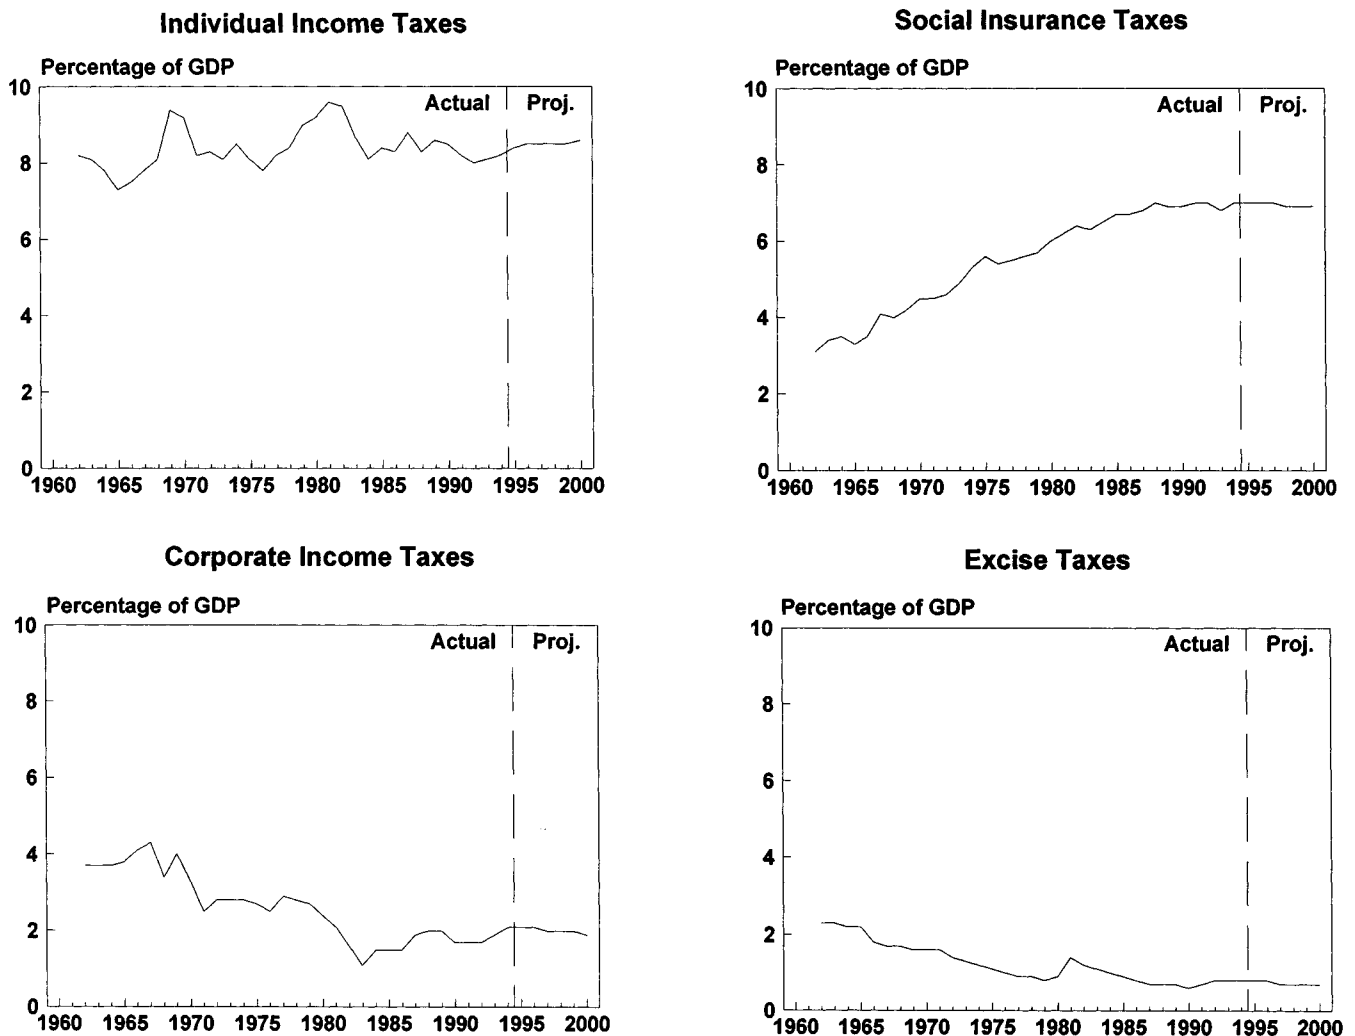 Individual Income Taxes
Percentage of GDP
Actual Proj.
10
8
6
4
2
0
1960 1965 1970 1975 1980 1985 1990 1995 2000
Social Insurance Taxes
Percentage of GDP
Actual Proj.
10
8
6
4
2
0
1960 1965 1970 1975 1980 1985 1990 1995 2000
Corporate Income Taxes
Percentage of GDP
Actual Proj.
10
8
6
4
2
0
1960 1965 1970 1975 1980 1985 1990 1995 2000
Excise Taxes
Percentage of GDP
Actual Proj.
10
8
6
4
2
0
1960 1965 1970 1975 1980 1985 1990 1995 2000